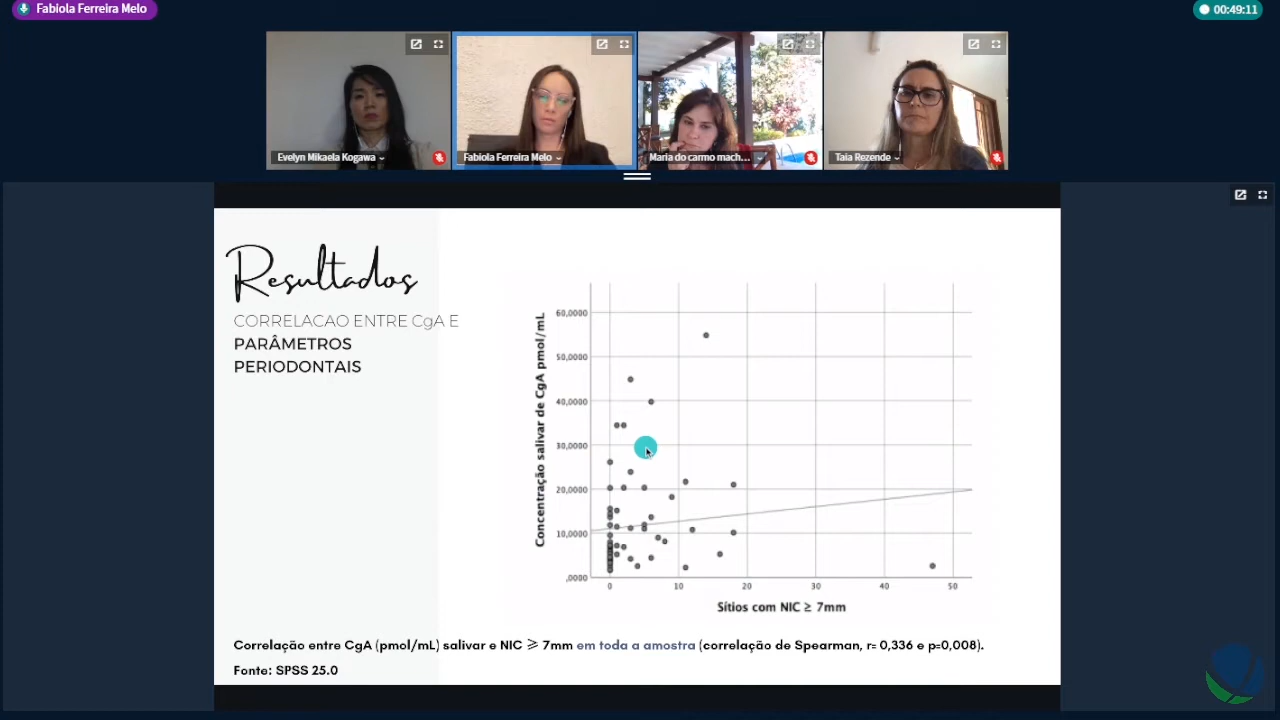 Fabiola Ferreira Melo
00:49:11
Evelyn Mikaela Kogawa
Fabiola Ferreira Melo
Maria do carmo mach...
Taia Rezende
Resultados
CORRELACAO ENTRE CgA E
PARÂMETROS
PERIODONTAIS
Concentração salivar de CgA pmol/mL
60,0000
50,0000
40,0000
30,0000
20,0000
10,0000
,0000
0 10 20 30 40 50
Sítios com NIC ≥ 7mm
Correlação entre CgA (pmol/mL) salivar e NIC ⩾ 7mm em toda a amostra (correlação de Spearman, r= 0,336 e p=0,008).
Fonte: SPSS 25.0